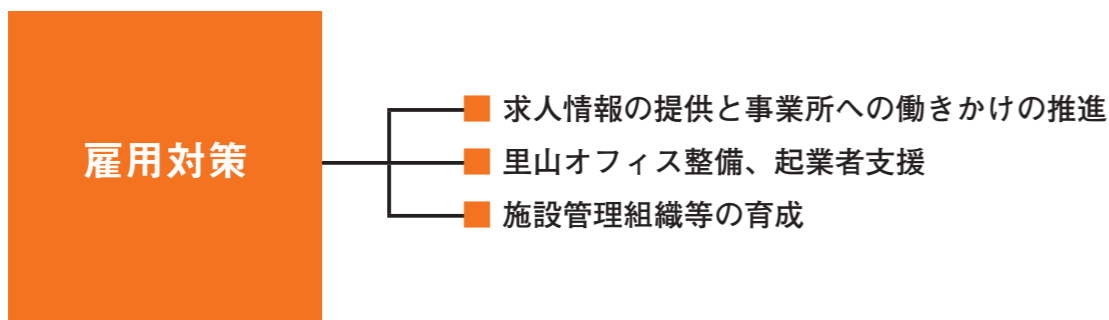 雇用対策
求人情報の提供と事業所への働きかけの推進
里山オフィス整備、起業者支援
施設管理組織等の育成